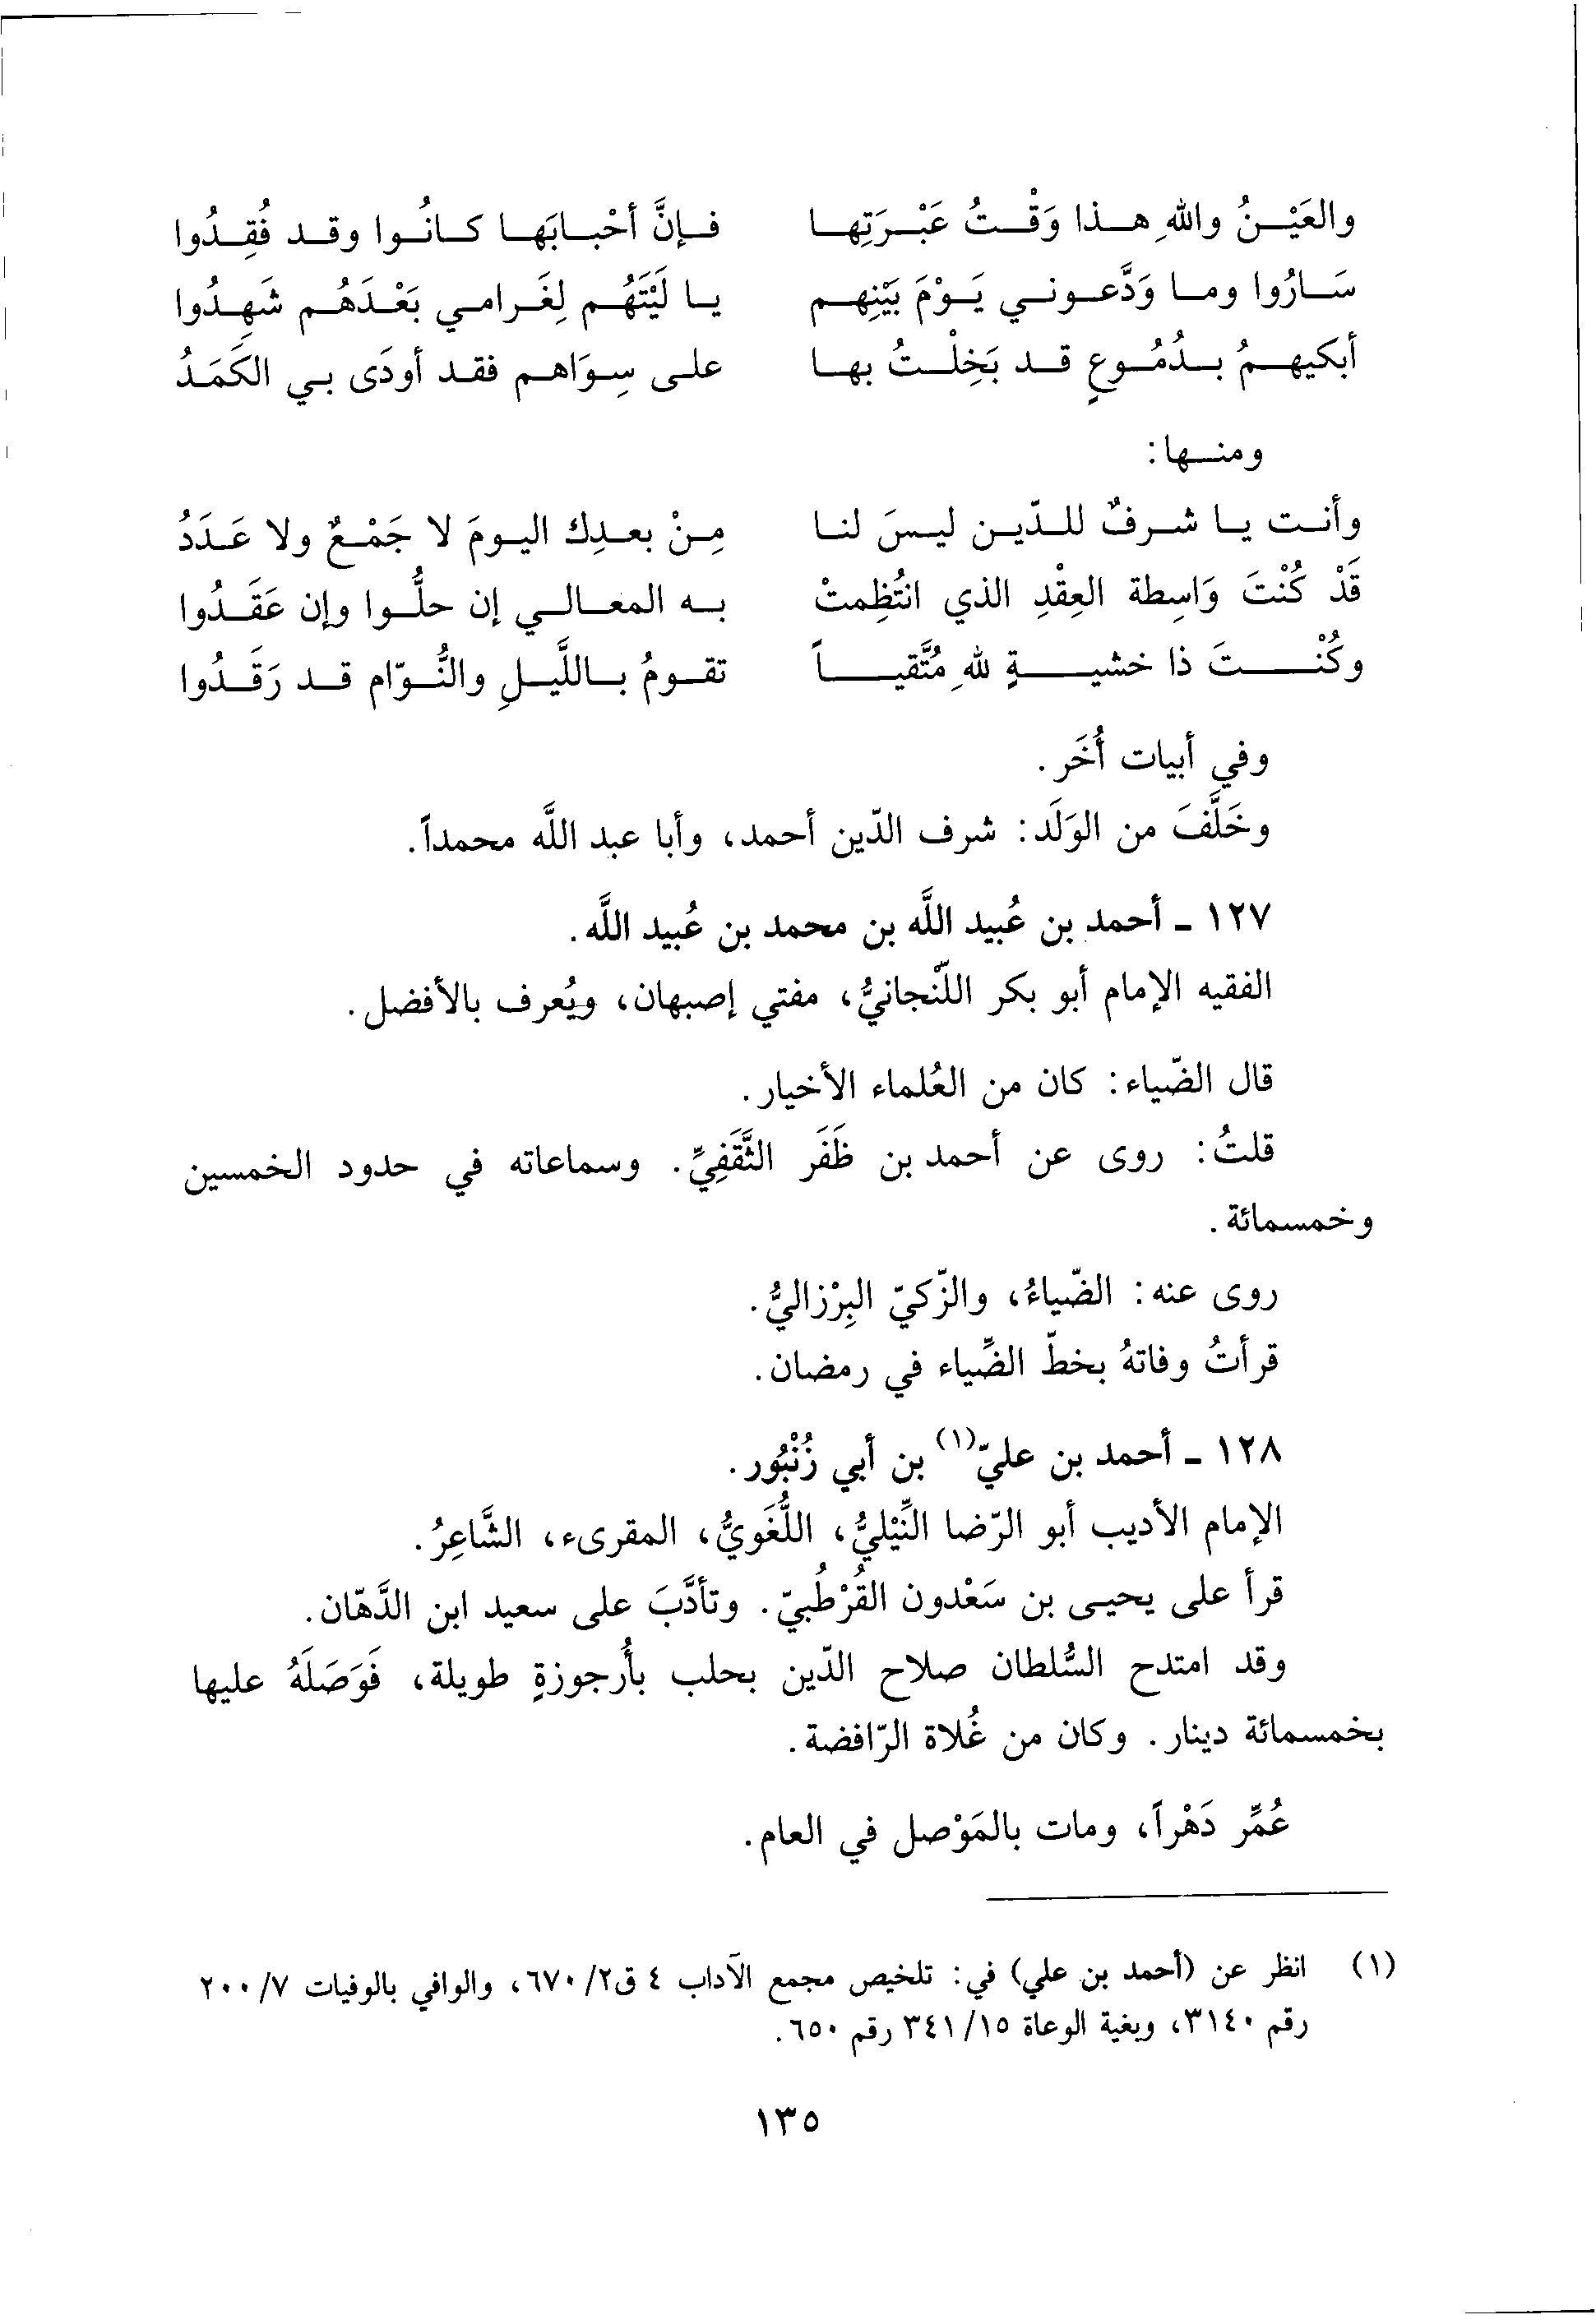 والعَيْنُ واللهِ هذا وَقْتُ عَبْرَتِها فإنَّ أحْبابَها كانُوا وقد فُقِدُوا
سَارُوا وما وَدَّعوني يَوْمَ بَيْنِهم يا لَيْتَهُم لِغَرامي بَعْدَهُم شَهِدُوا
أبكيهمُ بدُمُوعٍ قد بَخِلْتُ بها على سِوَاهم فقد أودَى بي الكَمَدُ
ومنها:
وأنت يا شرفٌ للدّين ليسَ لنا مِنْ بعدِك اليومَ لا جَمْعٌ ولا عَدَدُ
قَدْ كُنْتَ وَاسِطة العِقْدِ الذي انتُظِمتْ به المعالي إن حلُّوا وإن عَقَدُوا
وكُنْتَ ذا خشيةٍ للهِ مُتَّقياً تقومُ باللَّيلِ والنُّوّام قد رَقَدُوا
وفي أبيات أُخَر.
وخَلَّفَ من الوَلَد: شرف الدّين أحمد، وأبا عبد اللَّه محمداً.
١٢٧ - أحمد بن عُبيد اللَّه بن محمد بن عُبيد اللَّه.
الفقيه الإمام أبو بكر اللّنْجانيُّ، مفتي إصبهان، ويُعرف بالأفضل.
قال الضّياء: كان من العُلماء الأخيار.
قلتُ: روى عن أحمد بن ظَفَر الثَّقَفِيِّ. وسماعاته في حدود الخمسين
وخمسمائة.
روى عنه: الضّياءُ، والزّكيّ البِرْزاليُّ.
قرأتُ وفاتهُ بخطّ الضِّياء في رمضان.
١٢٨ - أحمد بن عليّ(١) بن أبي زُنْبُور.
الإمام الأديب أبو الرّضا النِّيْليُّ، اللُّغَويُّ، المقرىء، الشَّاعِرُ.
قرأ على يحيى بن سَعْدون القُرْطُبيّ. وتأدَّبَ على سعيد ابن الدَّهّان.
وقد امتدح السُّلطان صلاح الدّين بحلب بأُرجوزةٍ طويلة، فَوَصَلَهُ عليها
بخمسمائة دينار. وكان من غُلاة الرّافضة.
عُمِّر دَهْراً، ومات بالمَوْصل في العام.
(١) انظر عن (أحمد بن علي) في: تلخيص مجمع الآداب ٤ ق٢/ ٦٧٠، والوافي بالوفيات ٧/ ٢٠٠
رقم ٣١٤٠، وبغية الوعاة ١٥/ ٣٤١ رقم ٦٥٠.
١٣٥